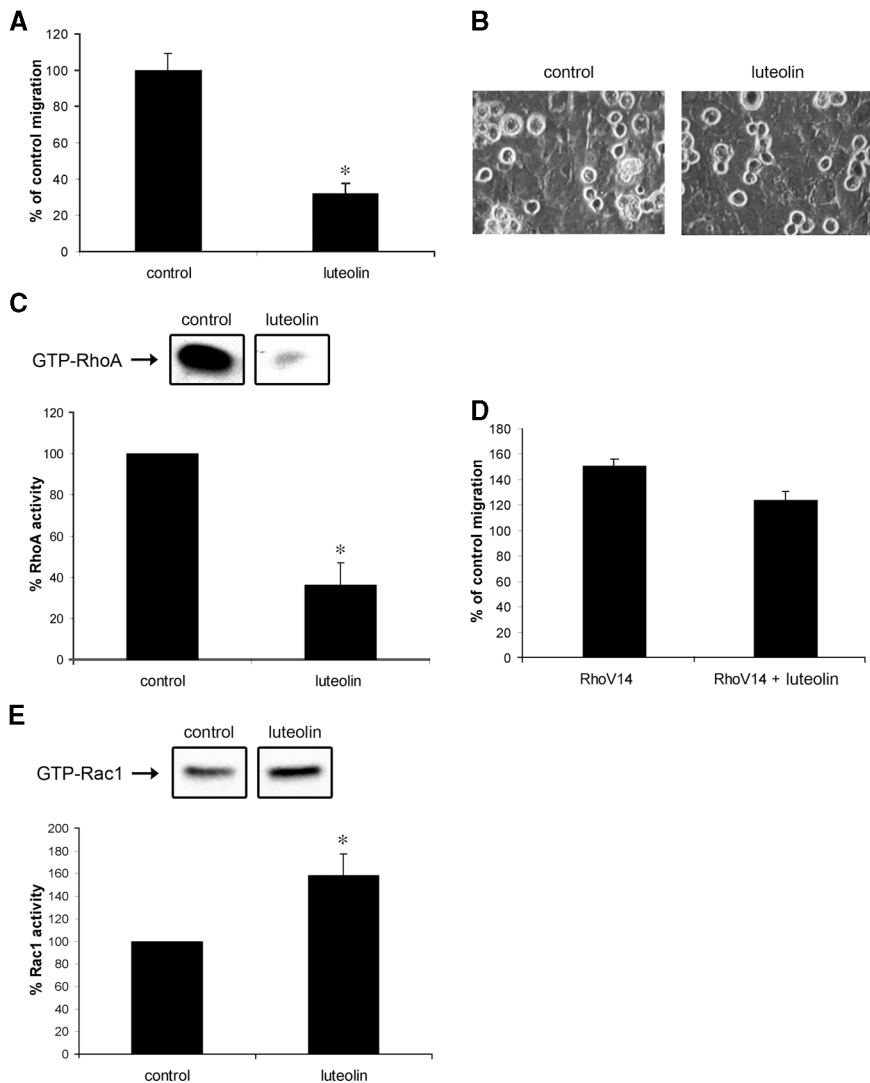 A
% of control migration
120
100
80
60
40
20
0
*
control
luteolin
B
control
luteolin
C
control
luteolin
GTP-RhoA
% RhoA activity
120
100
80
60
40
20
0
*
control
luteolin
D
% of control migration
180
160
140
120
100
80
60
40
20
0
RhoV14
RhoV14 + luteolin
E
control
luteolin
GTP-Rac1
% Rac1 activity
200
180
160
140
120
100
80
60
40
20
0
*
control
luteolin